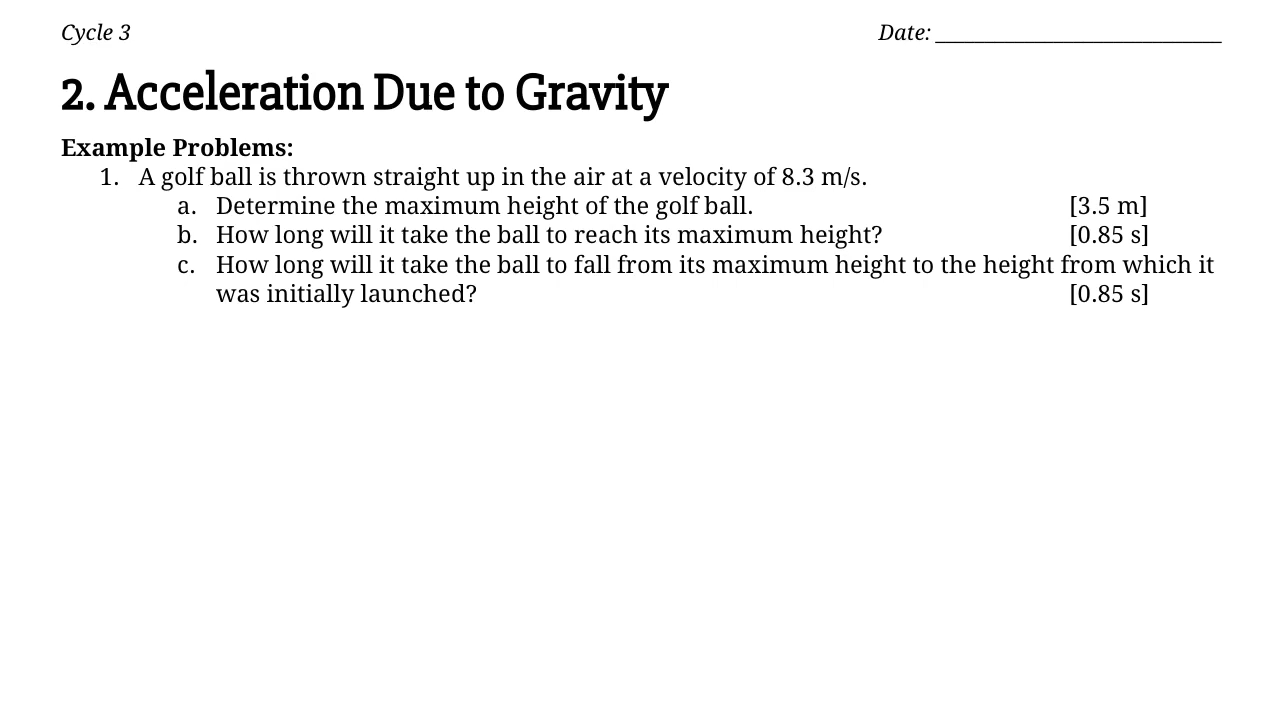 Cycle 3 Date: ___________________________
2. Acceleration Due to Gravity
Example Problems:
1. A golf ball is thrown straight up in the air at a velocity of 8.3 m/s.
a. Determine the maximum height of the golf ball. [3.5 m]
b. How long will it take the ball to reach its maximum height? [0.85 s]
c. How long will it take the ball to fall from its maximum height to the height from which it
was initially launched? [0.85 s]